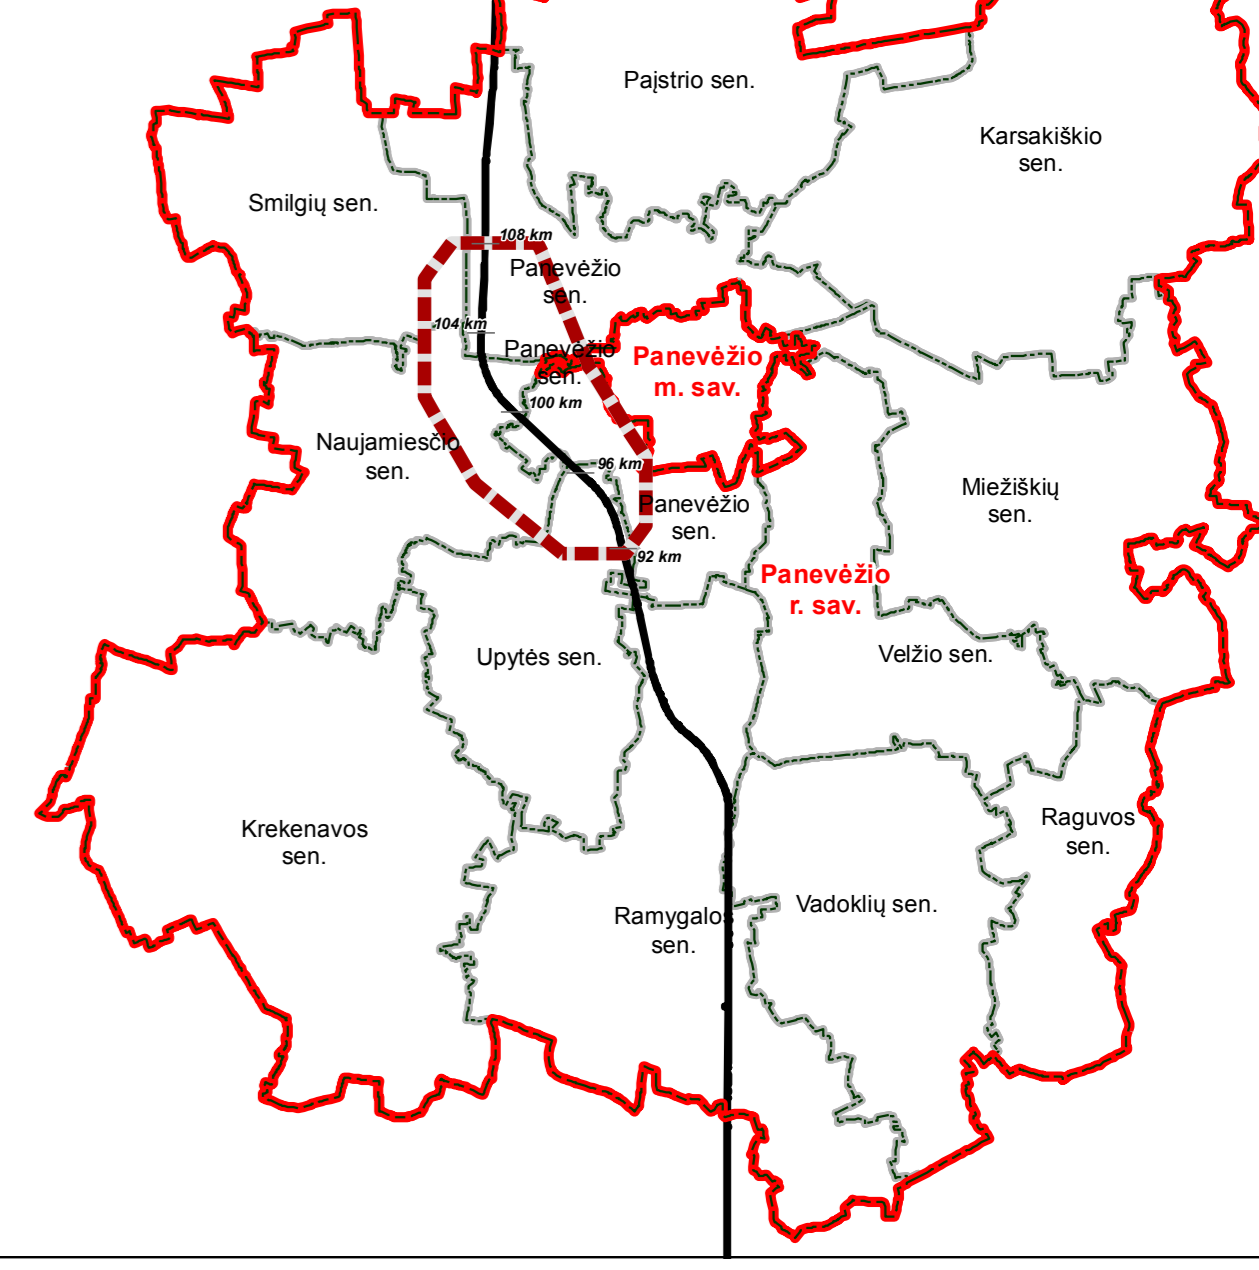 Paįstrio sen.
Karsakiškio
sen.
Smilgių sen.
108 km
Panevėžio
sen.
104 km
Panevėžio
sen.
Panevėžio
m. sav.
100 km
Naujamiesčio
sen.
96 km
Panevėžio
sen.
Miežiškių
sen.
92 km
Panevėžio
r. sav.
Upytės sen.
Velžio sen.
Krekenavos
sen.
Raguvos
sen.
Ramygalos
sen.
Vadoklių sen.